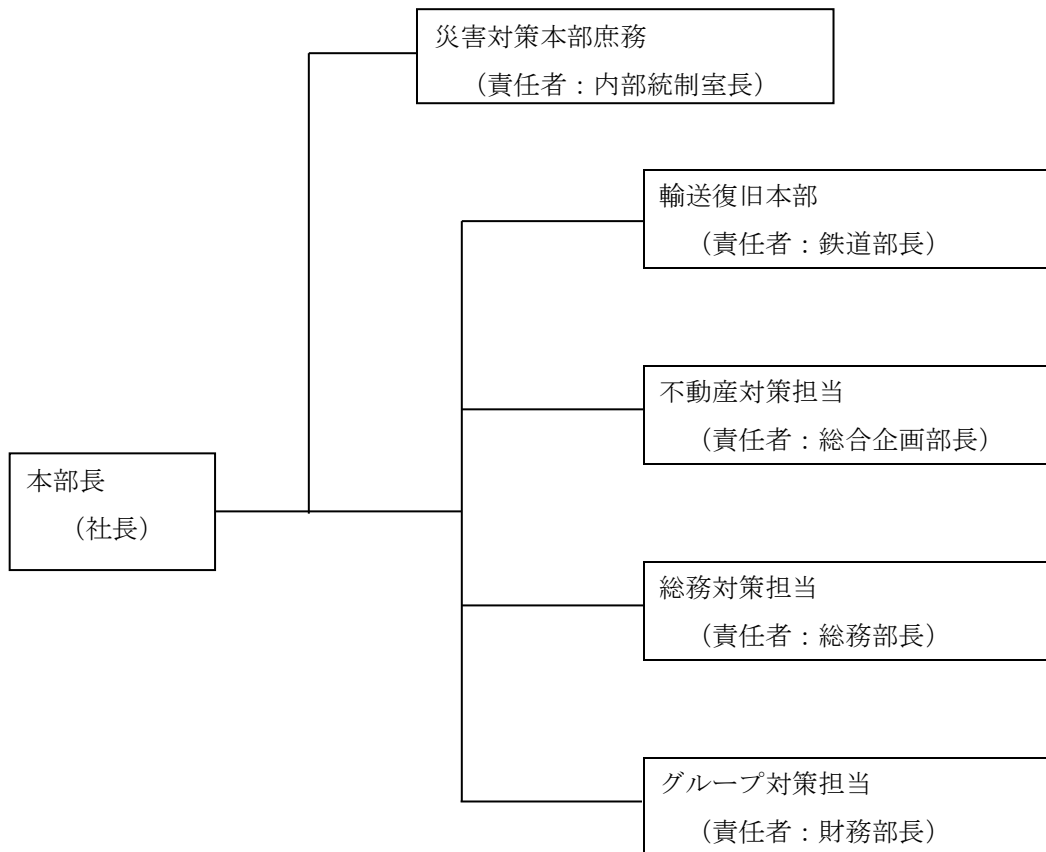 災害対策本部庶務
（責任者：内部統制室長）
輸送復旧本部
（責任者：鉄道部長）
不動産対策担当
（責任者：総合企画部長）
本部長
（社長）
総務対策担当
（責任者：総務部長）
グループ対策担当
（責任者：財務部長）